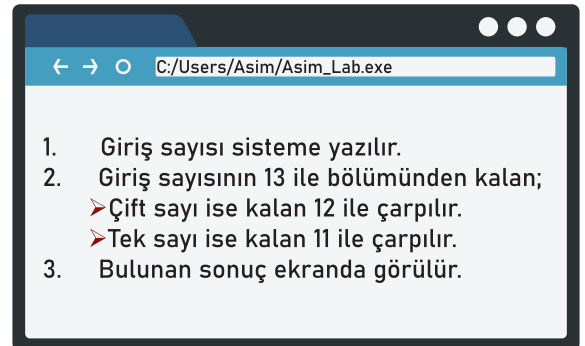 C:/Users/Asim/Asim_Lab.exe
1. Giriş sayısı sisteme yazılır.
2. Giriş sayısının 13 ile bölümünden kalan;
➢Çift sayı ise kalan 12 ile çarpılır.
➢Tek sayı ise kalan 11 ile çarpılır.
3. Bulunan sonuç ekranda görülür.